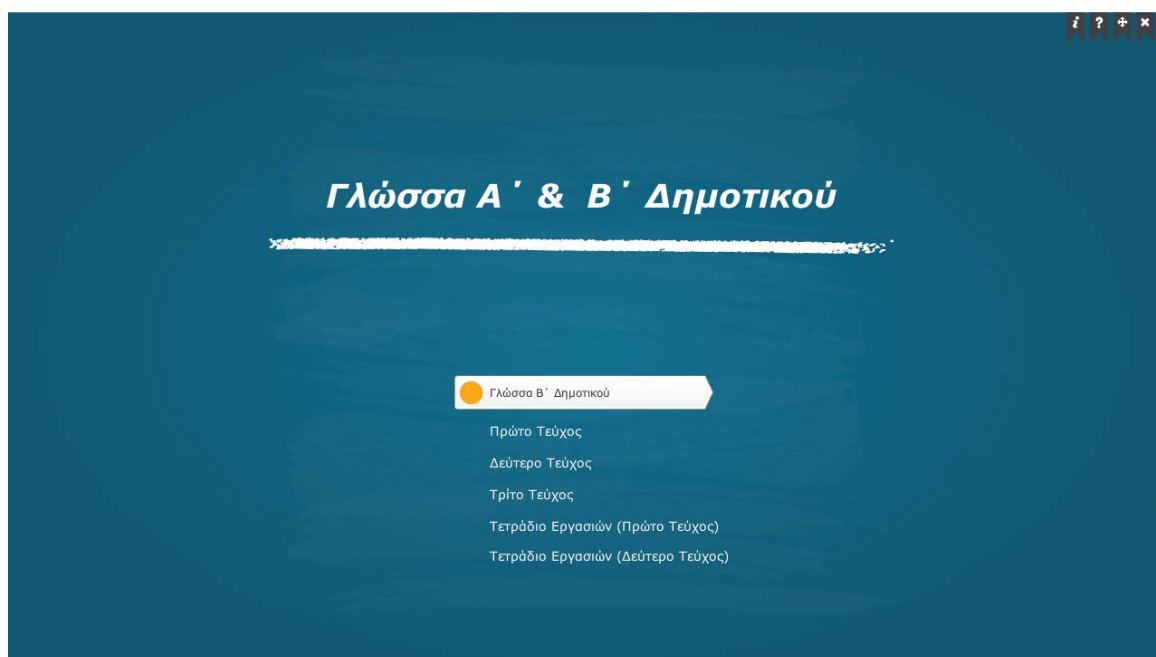 i ? ✣ ×
Γλώσσα Α΄ & Β΄ Δημοτικού
Γλώσσα Β΄ Δημοτικού
Πρώτο Τεύχος
Δεύτερο Τεύχος
Τρίτο Τεύχος
Τετράδιο Εργασιών (Πρώτο Τεύχος)
Τετράδιο Εργασιών (Δεύτερο Τεύχος)